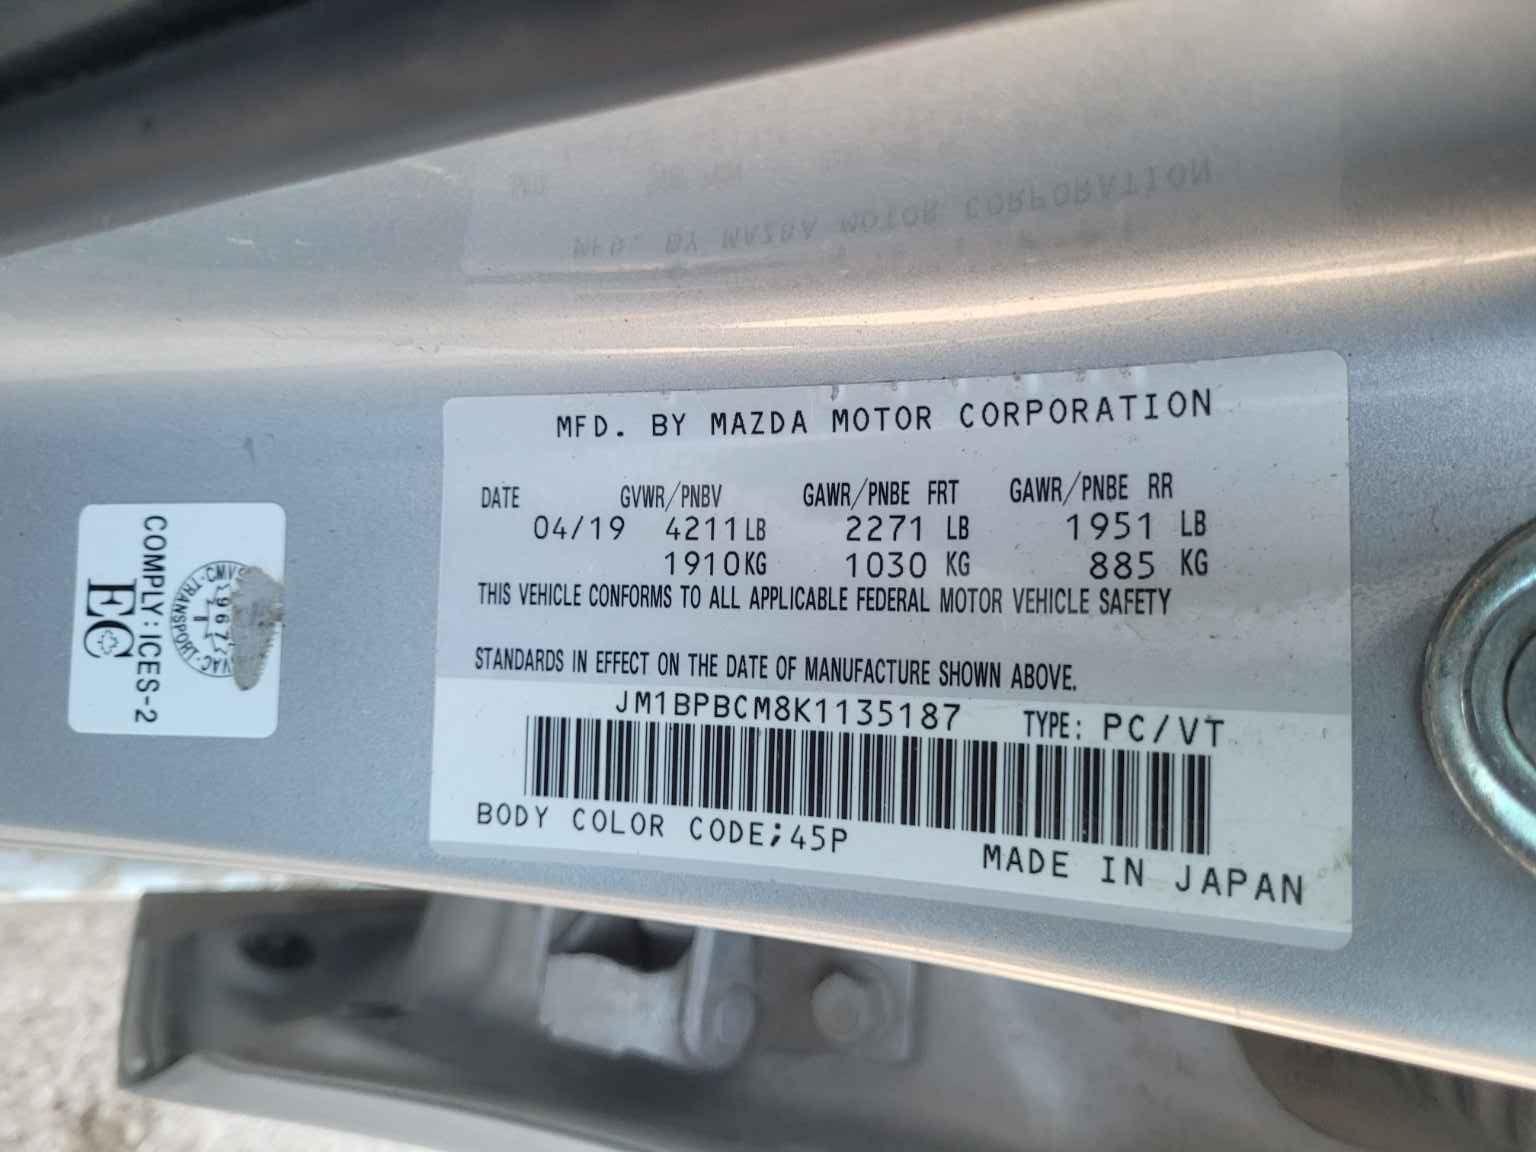 MFD. BY MAZDA MOTOR CORPORATION
DATE GVWR/PNBV GAWR/PNBE FRT GAWR/PNBE RR
04/19 4211LB 2271 LB 1951 LB
1910KG 1030 KG 885 KG
THIS VEHICLE CONFORMS TO ALL APPLICABLE FEDERAL MOTOR VEHICLE SAFETY
STANDARDS IN EFFECT ON THE DATE OF MANUFACTURE SHOWN ABOVE.
JM1BPBCM8K1135187 TYPE: PC/VT
BODY COLOR CODE;45P
MADE IN JAPAN
COMPLY:ICES-2
EC
TRANSPORT